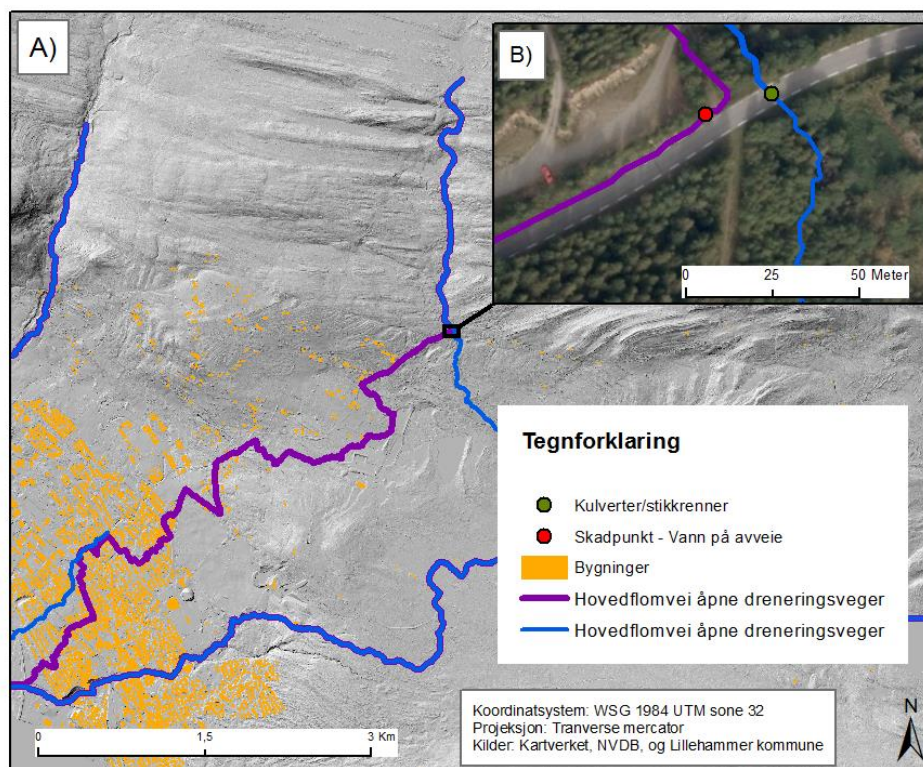 A)
B)
0 25 50 Meter
Tegnforklaring
Kulverter/stikkrenner
Skadpunkt - Vann på avveie
Bygninger
Hovedflomvei åpne dreneringsveger
Hovedflomvei åpne dreneringsveger
Koordinatsystem: WSG 1984 UTM sone 32
Projeksjon: Tranverse mercator
Kilder: Kartverket, NVDB, og Lillehammer kommune
N
0 1,5 3 Km